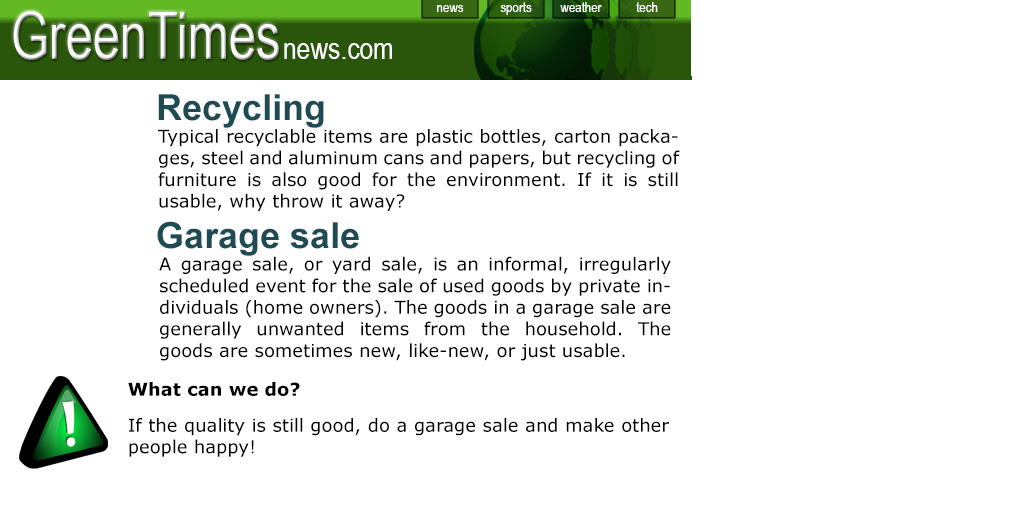 news sports weather tech
GreenTimesnews.com
Recycling
Typical recyclable items are plastic bottles, carton packa-
ges, steel and aluminum cans and papers, but recycling of
furniture is also good for the environment. If it is still
usable, why throw it away?
Garage sale
A garage sale, or yard sale, is an informal, irregularly
scheduled event for the sale of used goods by private in-
dividuals (home owners). The goods in a garage sale are
generally unwanted items from the household. The
goods are sometimes new, like-new, or just usable.
What can we do?
!
If the quality is still good, do a garage sale and make other
people happy!